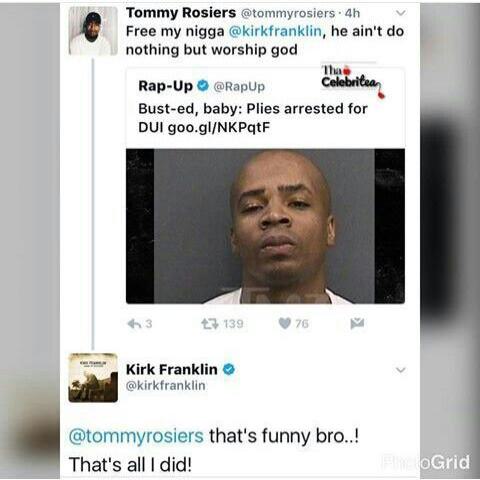 Tommy Rosiers @tommyrosiers · 4h
Free my nigga @kirkfranklin, he ain't do
nothing but worship god
Tha
Celebritea
Rap-Up @RapUp
Bust-ed, baby: Plies arrested for
DUI goo.gl/NKPqtF
3 139 76
Kirk Franklin
@kirkfranklin
@tommyrosiers that's funny bro..!
That's all I did!
PhotoGrid